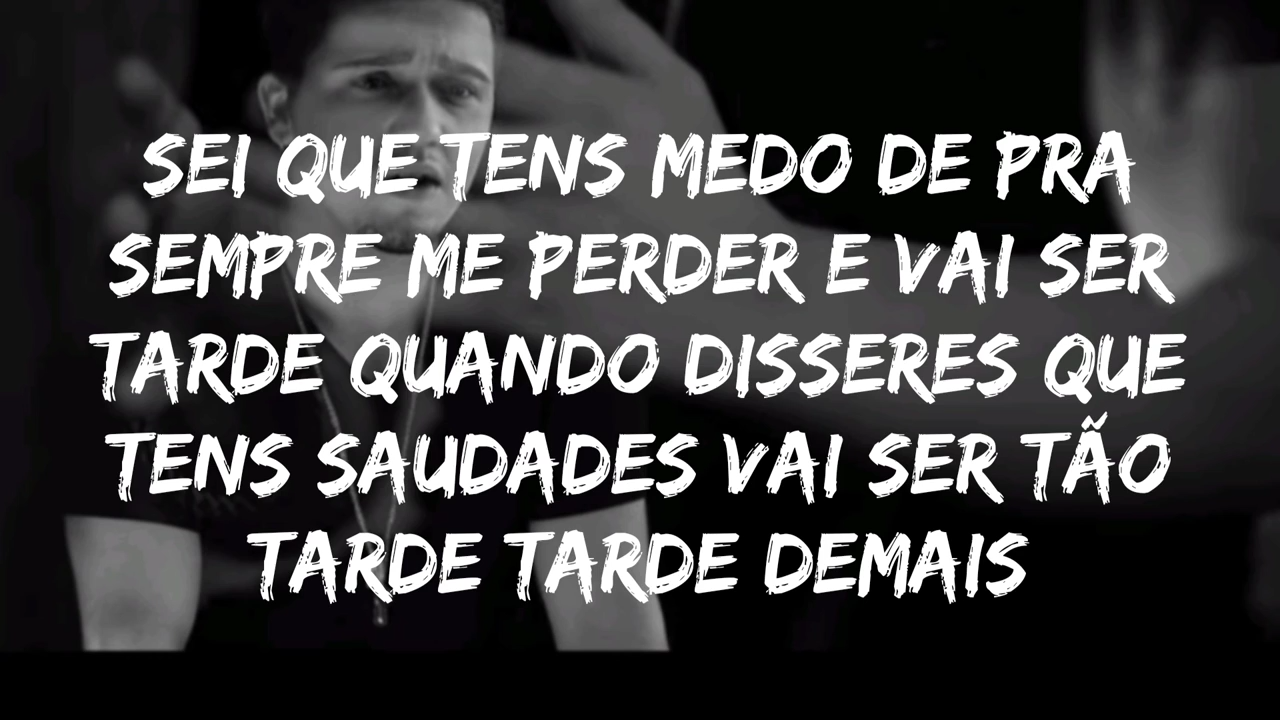 SEI QUE TENS MEDO DE PRA
SEMPRE ME PERDER E VAI SER
TARDE QUANDO DISSERES QUE
TENS SAUDADES VAI SER TÃO
TARDE TARDE DEMAIS